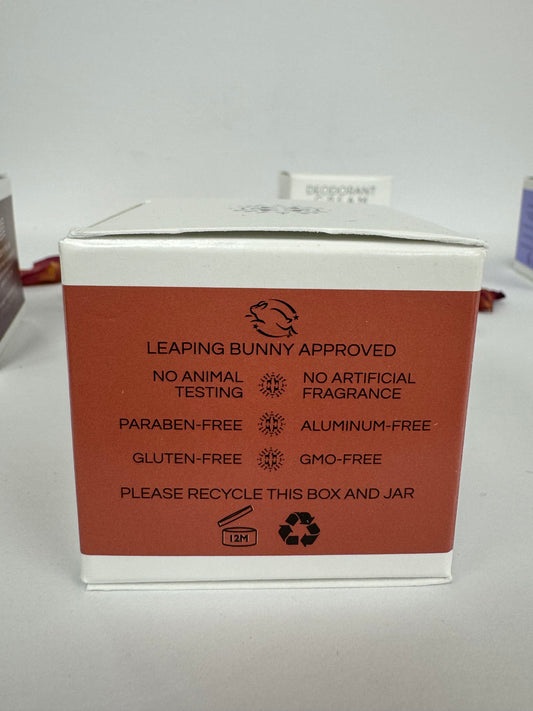 DEODORANT
CREAM
LEAPING BUNNY APPROVED
NO ANIMAL TESTING
NO ARTIFICIAL FRAGRANCE
PARABEN-FREE
ALUMINUM-FREE
GLUTEN-FREE
GMO-FREE
PLEASE RECYCLE THIS BOX AND JAR
12M